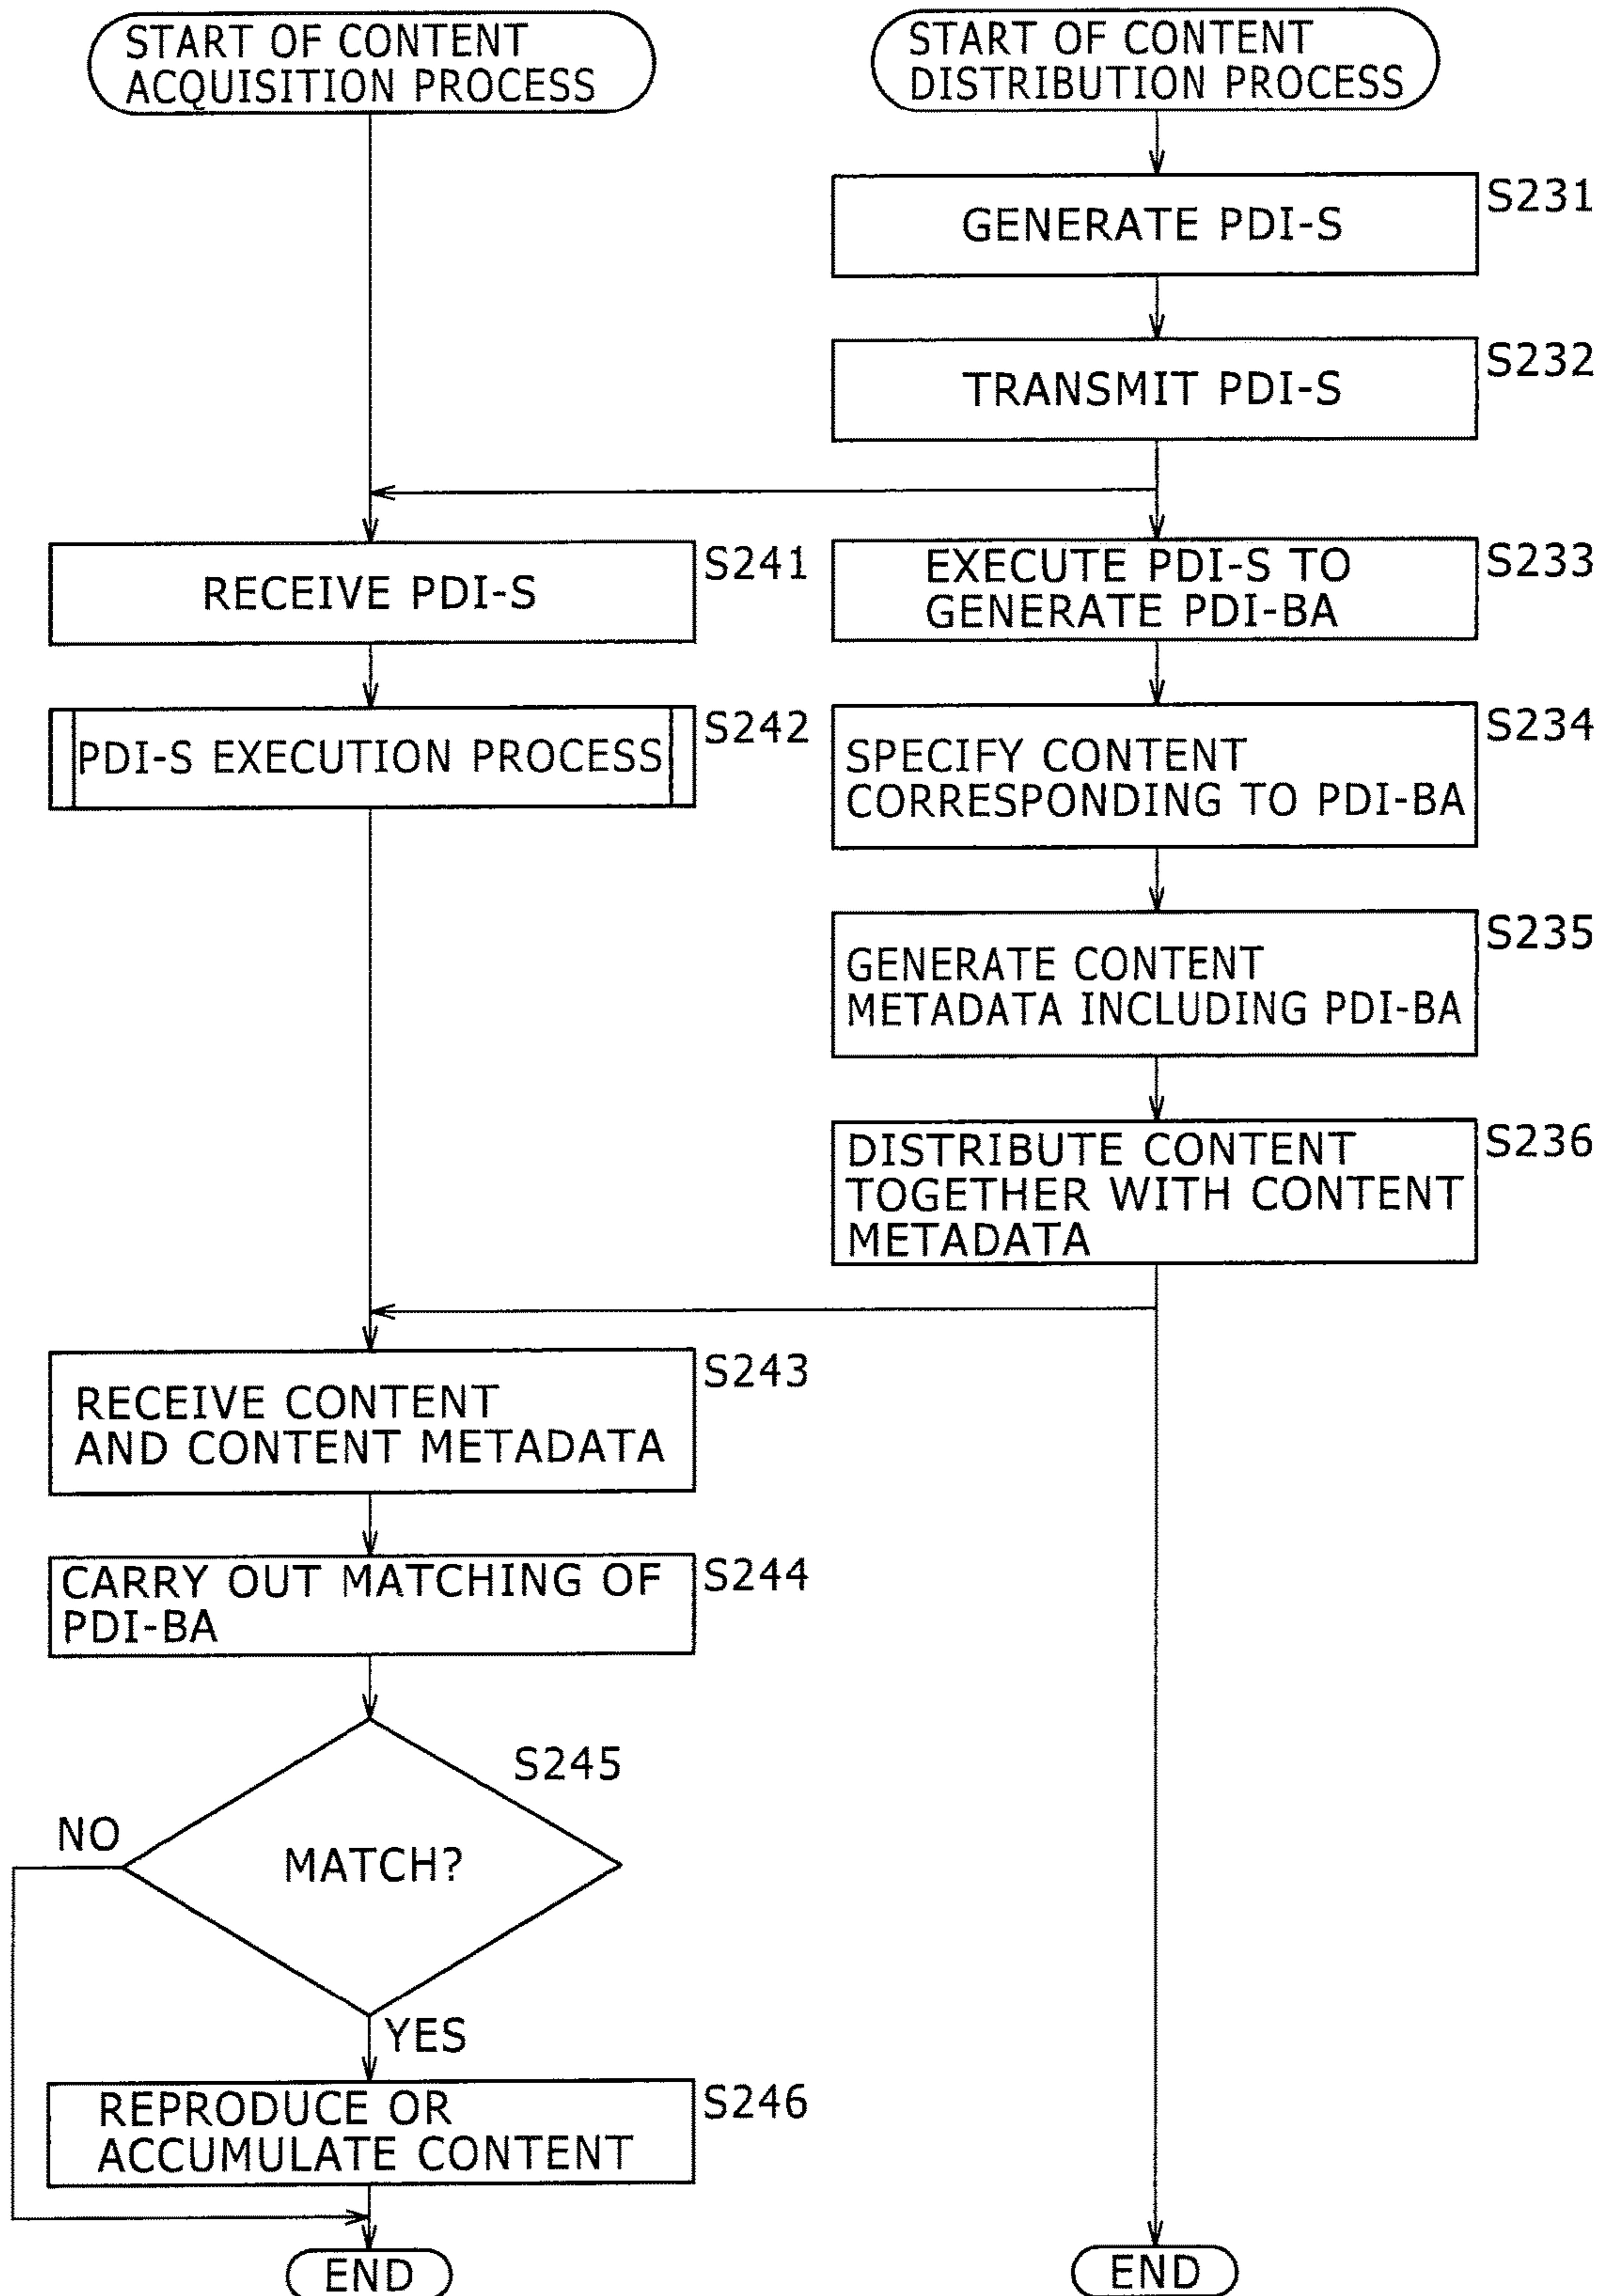 START OF CONTENT
ACQUISITION PROCESS
START OF CONTENT
DISTRIBUTION PROCESS
S231
GENERATE PDI-S
S232
TRANSMIT PDI-S
S241
RECEIVE PDI-S
S233
EXECUTE PDI-S TO
GENERATE PDI-BA
S242
PDI-S EXECUTION PROCESS
S234
SPECIFY CONTENT
CORRESPONDING TO PDI-BA
S235
GENERATE CONTENT
METADATA INCLUDING PDI-BA
S236
DISTRIBUTE CONTENT
TOGETHER WITH CONTENT
METADATA
S243
RECEIVE CONTENT
AND CONTENT METADATA
S244
CARRY OUT MATCHING OF
PDI-BA
S245
NO
MATCH?
YES
S246
REPRODUCE OR
ACCUMULATE CONTENT
END
END